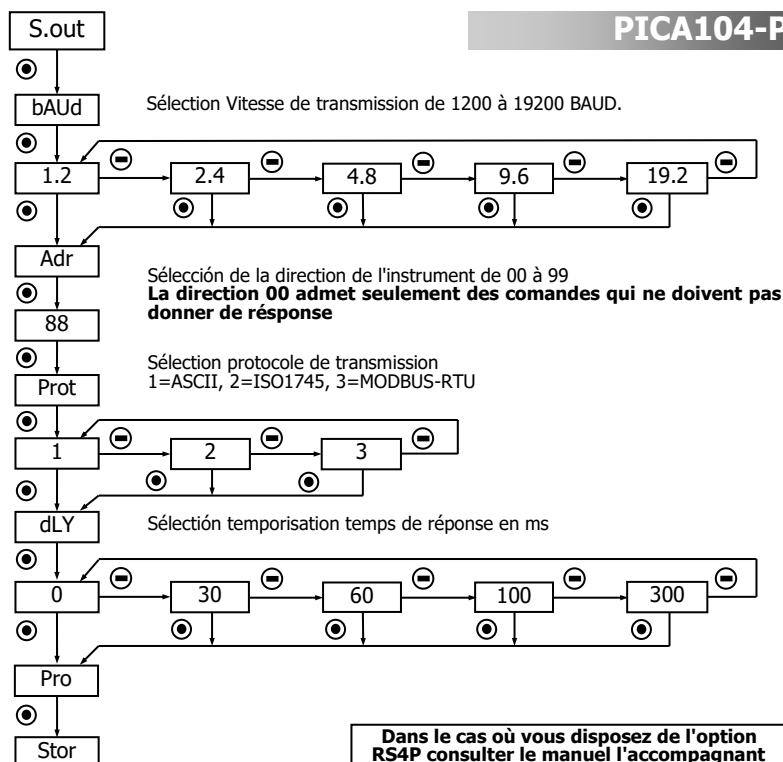 S.out
PICA104-P
bAUd
Sélection Vitesse de transmission de 1200 à 19200 BAUD.
1.2 2.4 4.8 9.6 19.2
Adr
Sélección de la direction de l'instrument de 00 à 99
La direction 00 admet seulement des comandes qui ne doivent pas
donner de résponse
88
Sélection protocole de transmission
1=ASCII, 2=ISO1745, 3=MODBUS-RTU
Prot
1 2 3
dLY
Sélectión temporisation temps de réponse en ms
0 30 60 100 300
Pro
Stor
Dans le cas où vous disposez de l'option
RS4P consulter le manuel l'accompagnant